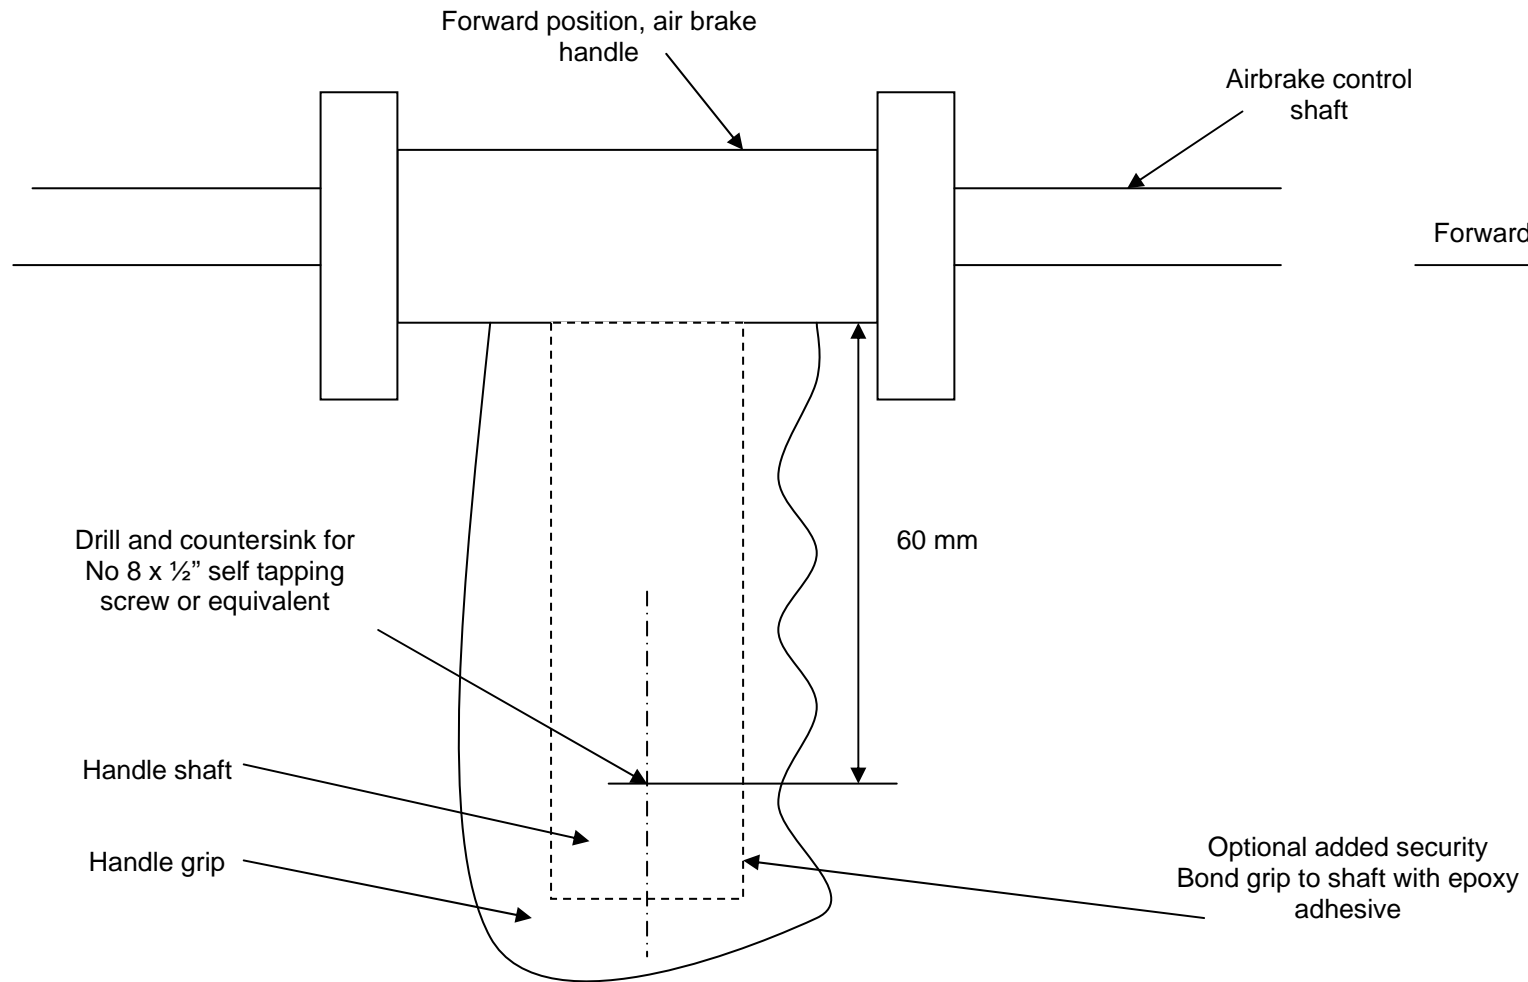 Forward position, air brake
handle
Airbrake control
shaft
Forward
Drill and countersink for
No 8 x ½” self tapping
screw or equivalent
60 mm
Handle shaft
Handle grip
Optional added security
Bond grip to shaft with epoxy
adhesive